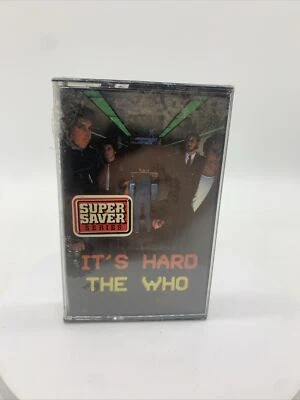 SUPER
SAVER
SERIES
IT'S HARD
THE WHO